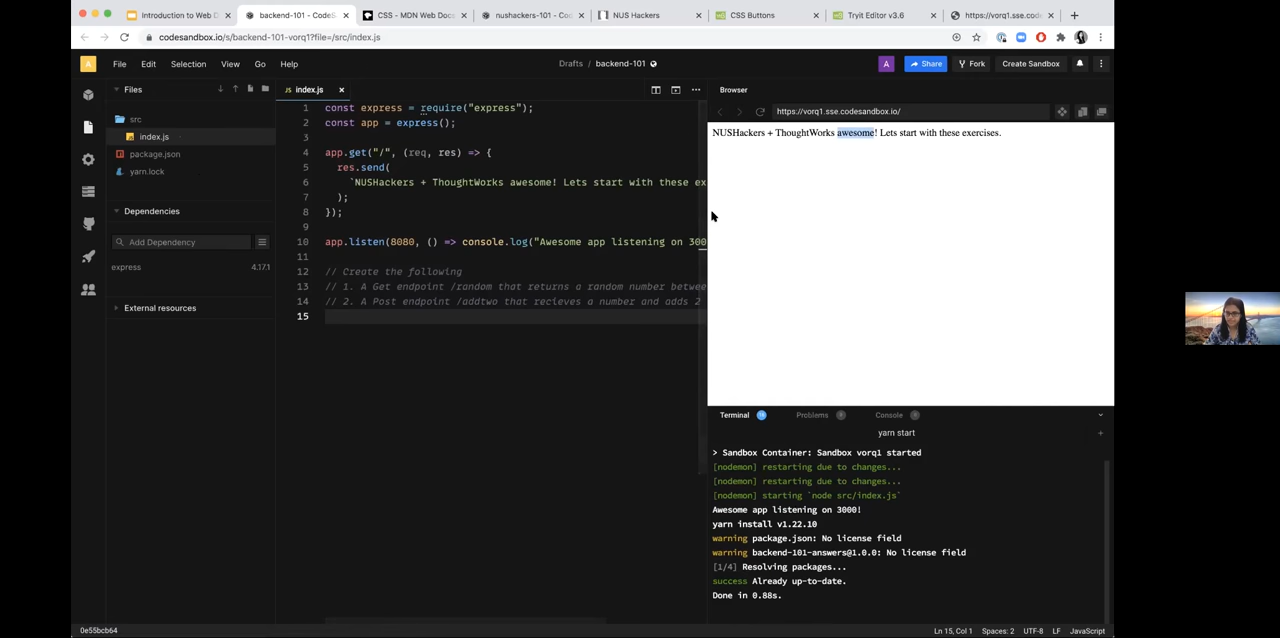 Introduction to Web D
backend-101 - CodeS
CSS - MDN Web Doc
nushackers-101 - Cod
NUS Hackers
CSS Buttons
Tryit Editor v3.6
https://vorq1.sse.cod
codesandbox.io/s/backend-101-vorq1?file=/src/index.js
A
File Edit Selection View Go Help
Drafts / backend-101
A
Share
Fork
Create Sandbox
Files
src
index.js
package.json
yarn.lock
Dependencies
Add Dependency
express 4.17.1
External resources
index.js
1 const express = require("express");
2 const app = express();
3
4 app.get("/", (req, res) => {
5 res.send(
6 `NUSHackers + ThoughtWorks awesome! Lets start with these ex
7 );
8 });
9
10 app.listen(8080, () => console.log("Awesome app listening on 300
11
12 // Create the following
13 // 1. A Get endpoint /random that returns a random number betwee
14 // 2. A Post endpoint /addtwo that recieves a number and adds 2
15
Browser
https://vorq1.sse.codesandbox.io/
NUSHackers + ThoughtWorks awesome! Lets start with these exercises.
Terminal
Problems
Console
yarn start
> Sandbox Container: Sandbox vorq1 started
[nodemon] restarting due to changes...
[nodemon] restarting due to changes...
[nodemon] starting `node src/index.js`
Awesome app listening on 3000!
yarn install v1.22.10
warning package.json: No license field
warning backend-101-answers@1.0.0: No license field
[1/4] Resolving packages...
success Already up-to-date.
Done in 0.88s.
0e55bcb64
Ln 15, Col 1 Spaces: 2 UTF-8 LF JavaScript